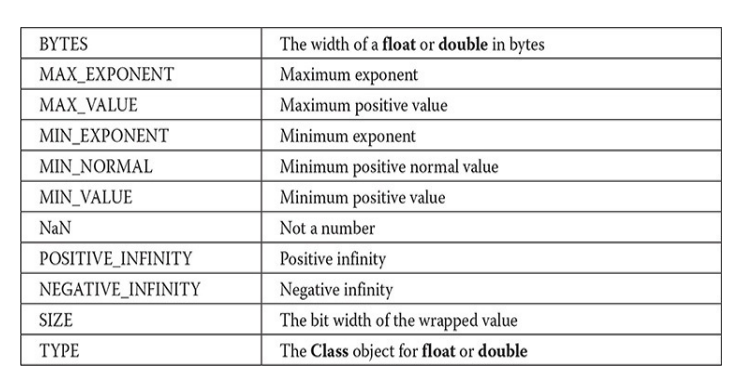 BYTES The width of a float or double in bytes
MAX_EXPONENT Maximum exponent
MAX_VALUE Maximum positive value
MIN_EXPONENT Minimum exponent
MIN_NORMAL Minimum positive normal value
MIN_VALUE Minimum positive value
NaN Not a number
POSITIVE_INFINITY Positive infinity
NEGATIVE_INFINITY Negative infinity
SIZE The bit width of the wrapped value
TYPE The Class object for float or double